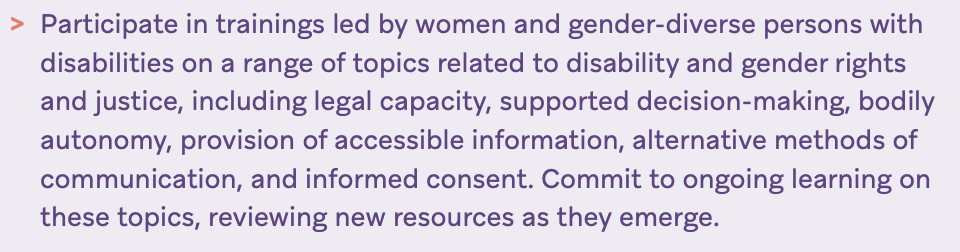 > Participate in trainings led by women and gender-diverse persons with
disabilities on a range of topics related to disability and gender rights
and justice, including legal capacity, supported decision-making, bodily
autonomy, provision of accessible information, alternative methods of
communication, and informed consent. Commit to ongoing learning on
these topics, reviewing new resources as they emerge.